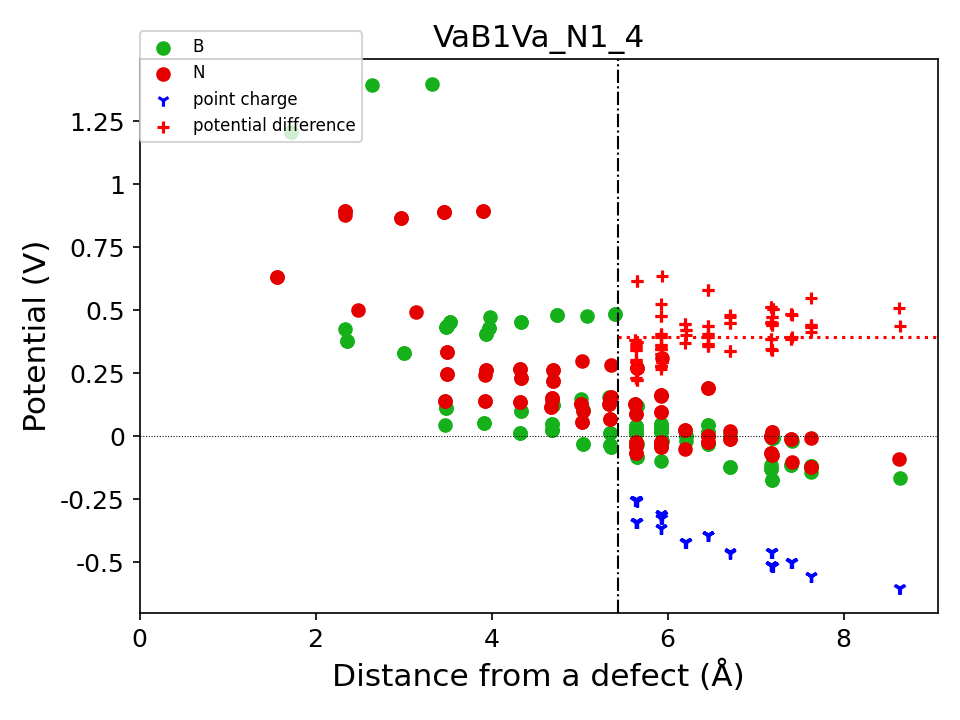 VaB1Va_N1_4
B
N
point charge
potential difference
1.25
1
0.75
0.5
0.25
0
-0.25
-0.5
Potential (V)
0
2
4
6
8
Distance from a defect (Å)